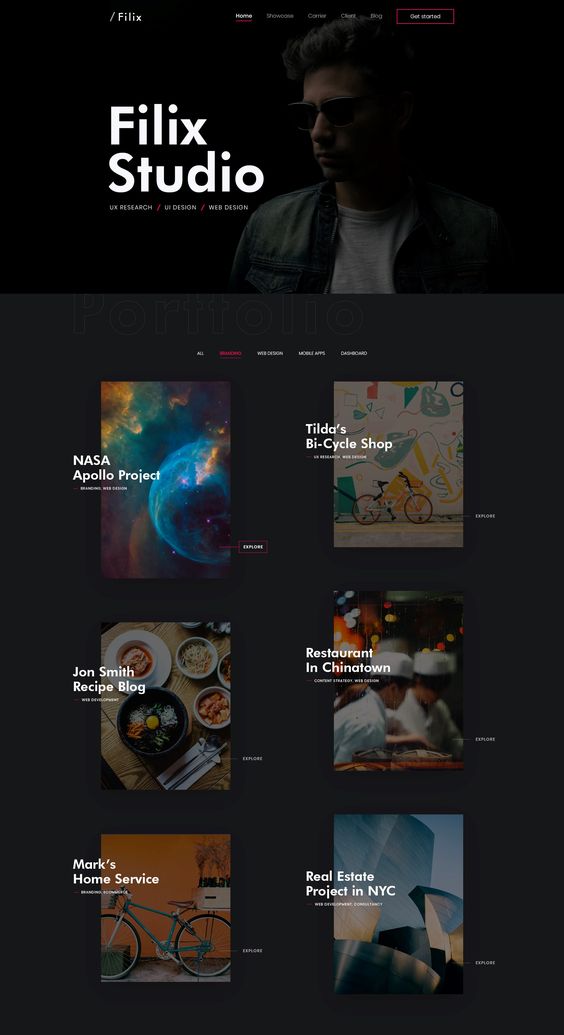 / Filix
Home Showcase Carrier Client Blog Get started
Filix
Studio
UX RESEARCH / UI DESIGN / WEB DESIGN
Portfolio
ALL BRANDING WEB DESIGN MOBILE APPS DASHBOARD
NASA
Apollo Project
BRANDING, WEB DESIGN
EXPLORE
Tilda's
Bi-Cycle Shop
UX RESEARCH, WEB DESIGN
EXPLORE
Jon Smith
Recipe Blog
WEB DEVELOPMENT
EXPLORE
Restaurant
In Chinatown
CONTENT STRATEGY, WEB DESIGN
EXPLORE
Mark's
Home Service
BRANDING, ECOMMERCE
EXPLORE
Real Estate
Project in NYC
WEB DEVELOPMENT, CONSULTANCY
EXPLORE